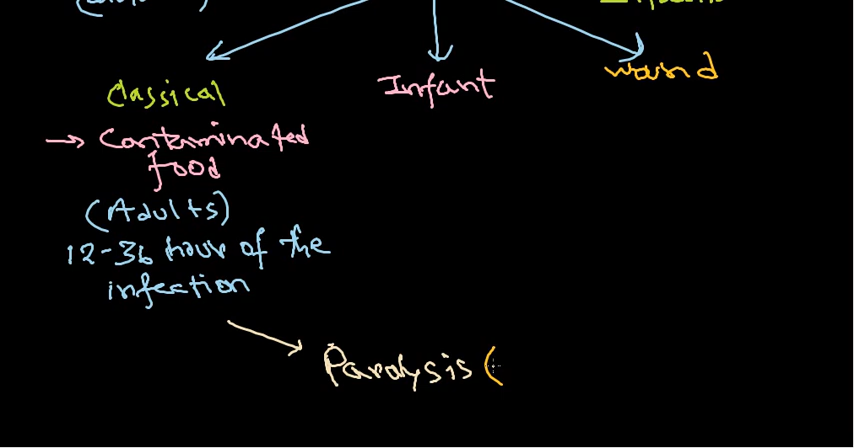 Classical
Infant
wound
→ Contaminated
food
(Adults)
12-36 hour of the
infection
Paralysis (